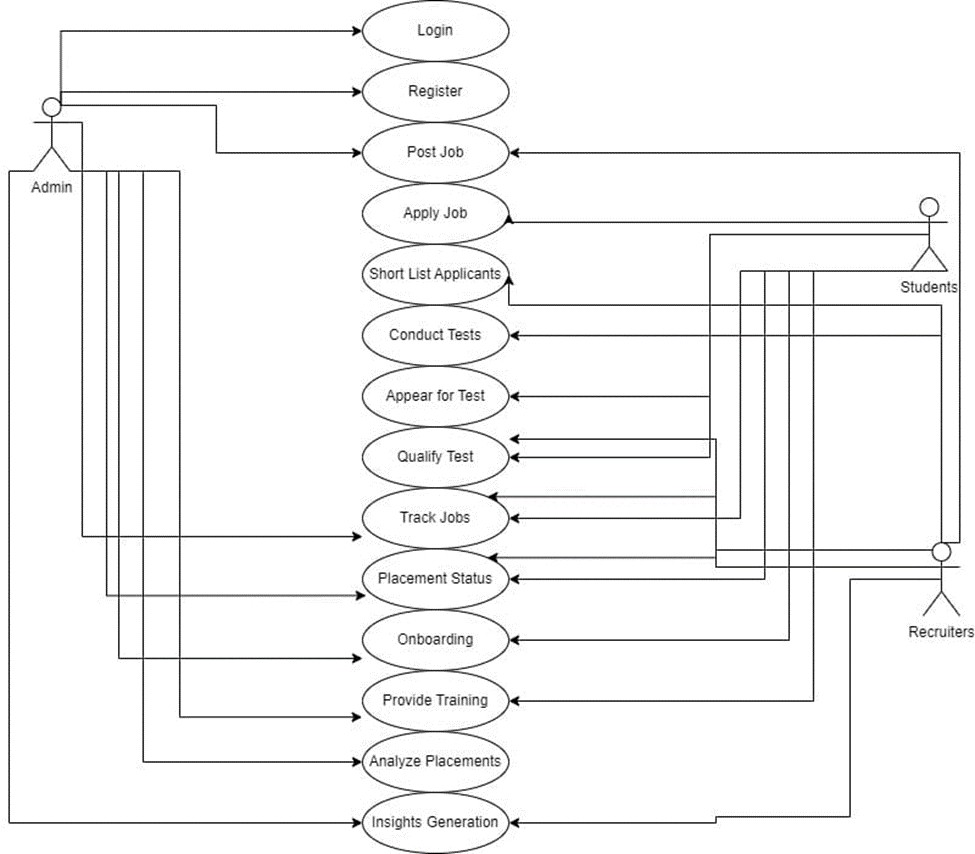 Login
Register
Post Job
Admin
Apply Job
Short List Applicants
Students
Conduct Tests
Appear for Test
Qualify Test
Track Jobs
Placement Status
Recruiters
Onboarding
Provide Training
Analyze Placements
Insights Generation